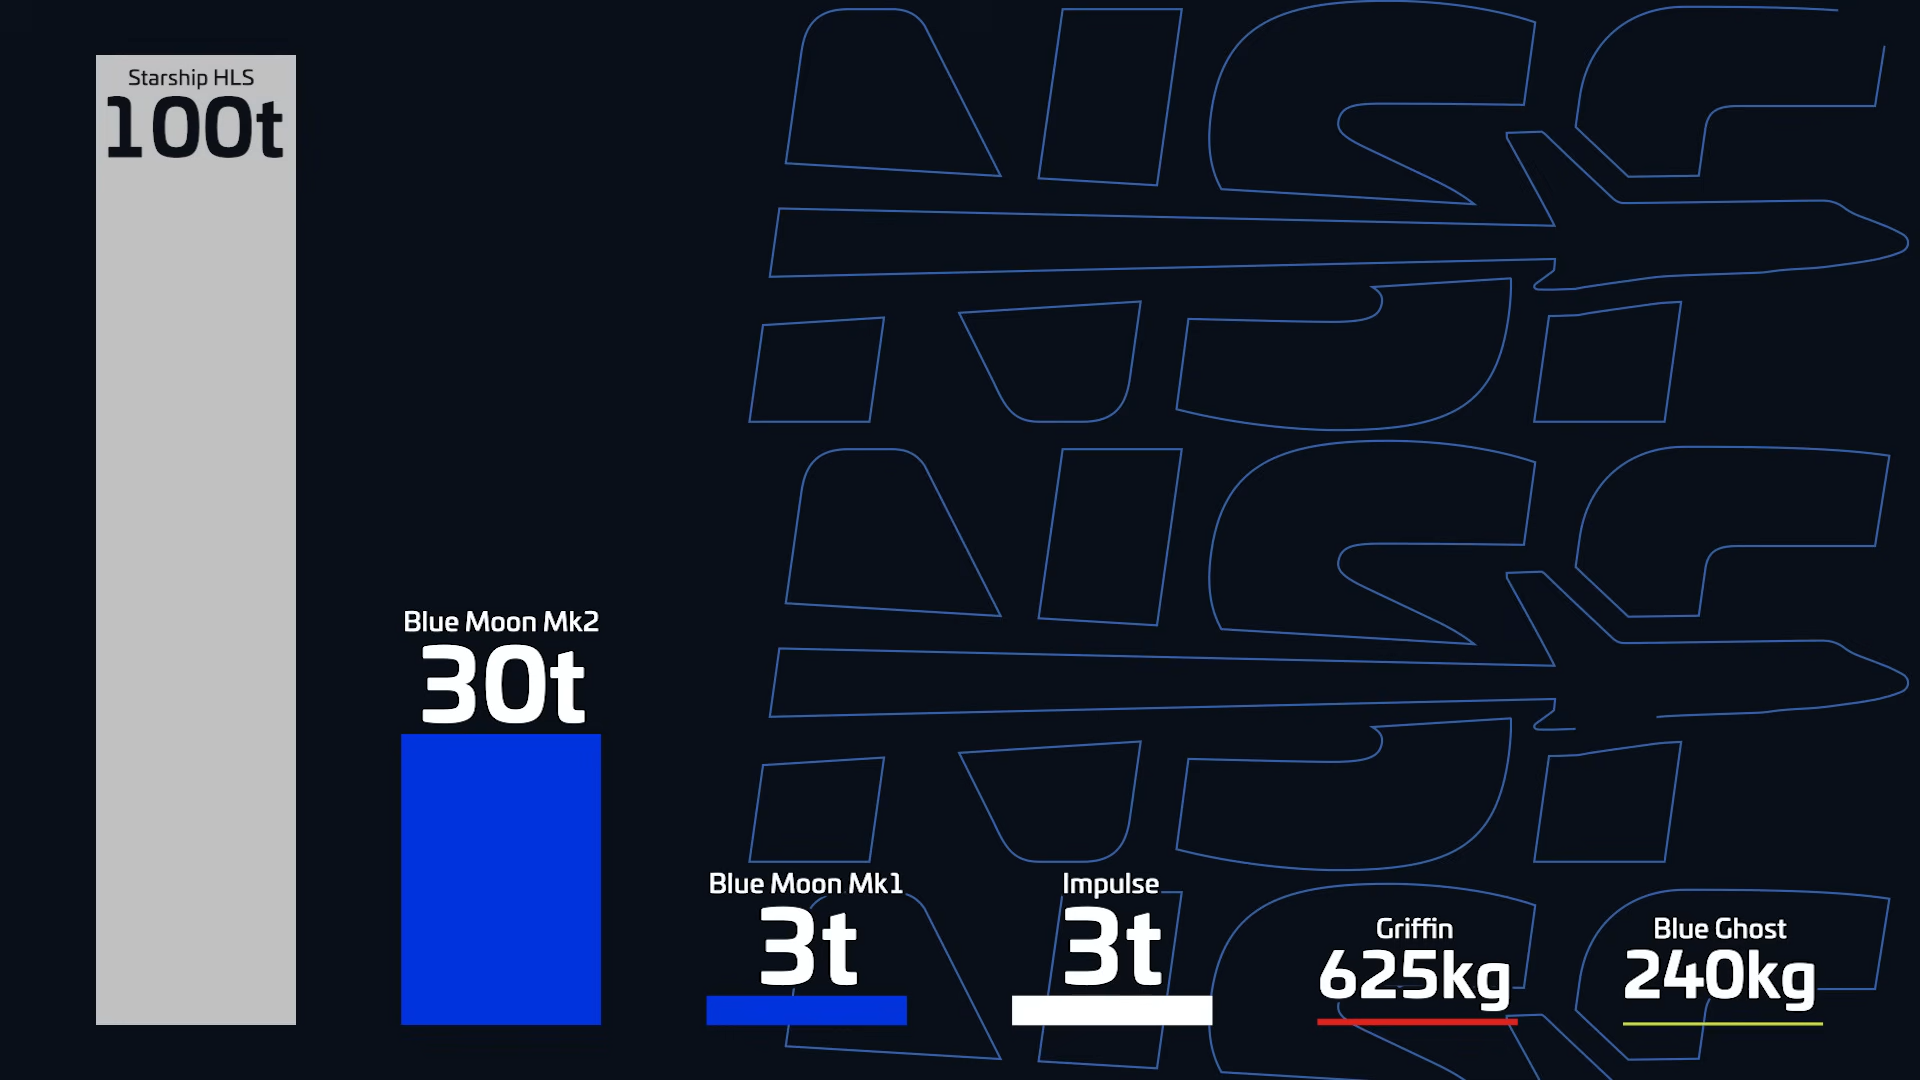 Starship HLS
100t
Blue Moon Mk2
30t
Blue Moon Mk1
3t
Impulse
3t
Griffin
625kg
Blue Ghost
240kg